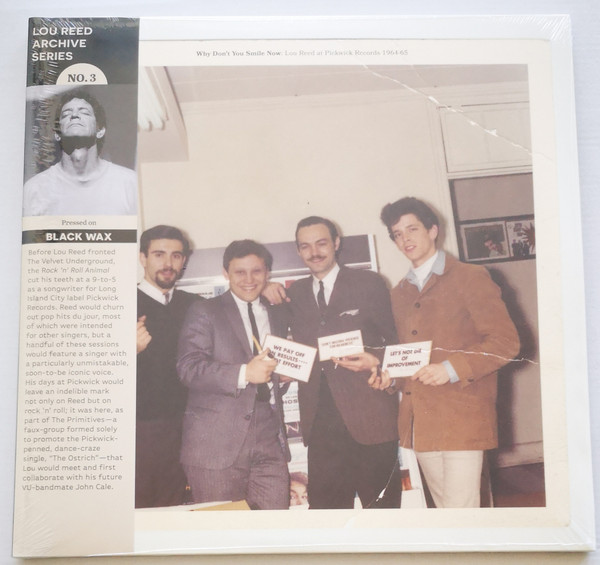 LOU REED
ARCHIVE
SERIES
NO. 3
Pressed on
BLACK WAX
Before Lou Reed fronted
The Velvet Underground,
the Rock 'n' Roll Animal
cut his teeth at a 9-to-5
as a songwriter for Long
Island City label Pickwick
Records. Reed would churn
out pop hits du jour, most
of which were intended
for other singers, but a
handful of these sessions
would feature a singer with
a particularly unmistakable,
soon-to-be iconic voice.
His days at Pickwick would
leave an indelible mark
not only on Reed but on
rock 'n' roll; it was here, as
part of The Primitives—a
faux-group formed solely
to promote the Pickwick-
penned, dance-craze
single, "The Ostrich"—that
Lou would meet and first
collaborate with his future
VU-bandmate John Cale.
Why Don't You Smile Now: Lou Reed at Pickwick Records 1964-65
WE PAY OFF
ON RESULTS—
EFFORT
LET'S NOT DIE
OF
IMPROVEMENT